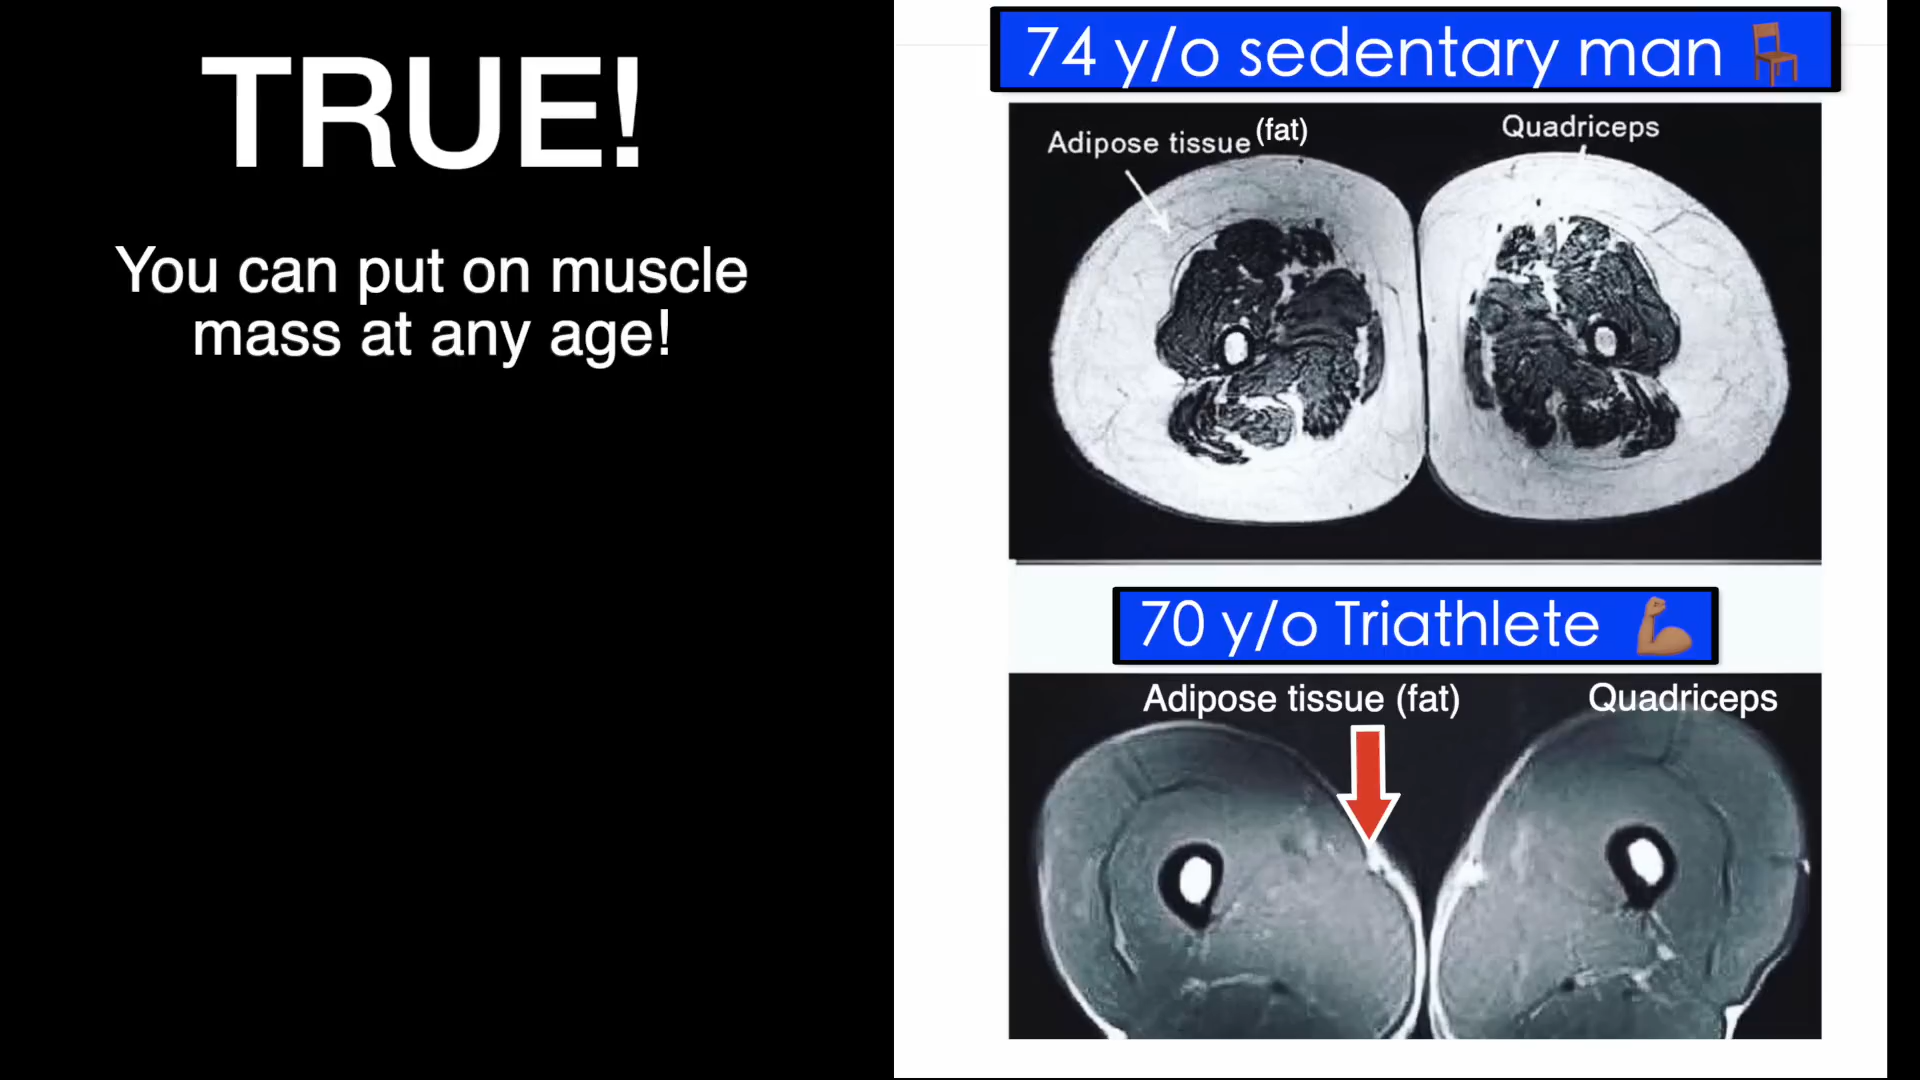 TRUE!
You can put on muscle
mass at any age!
74 y/o sedentary man
Adipose tissue (fat)
Quadriceps
70 y/o Triathlete
Adipose tissue (fat)
Quadriceps